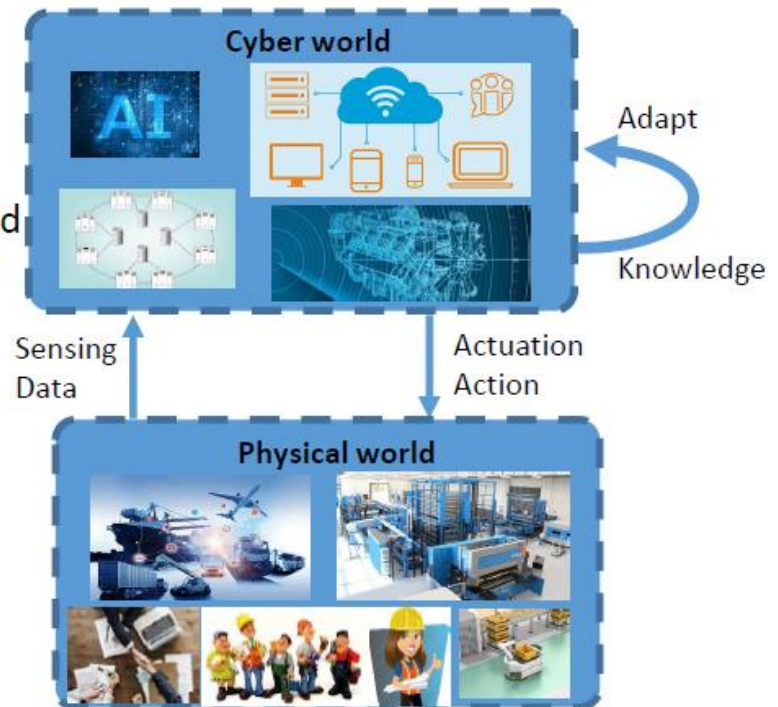 Cyber world
AI
Adapt
d
Knowledge
Sensing
Data
Actuation
Action
Physical world